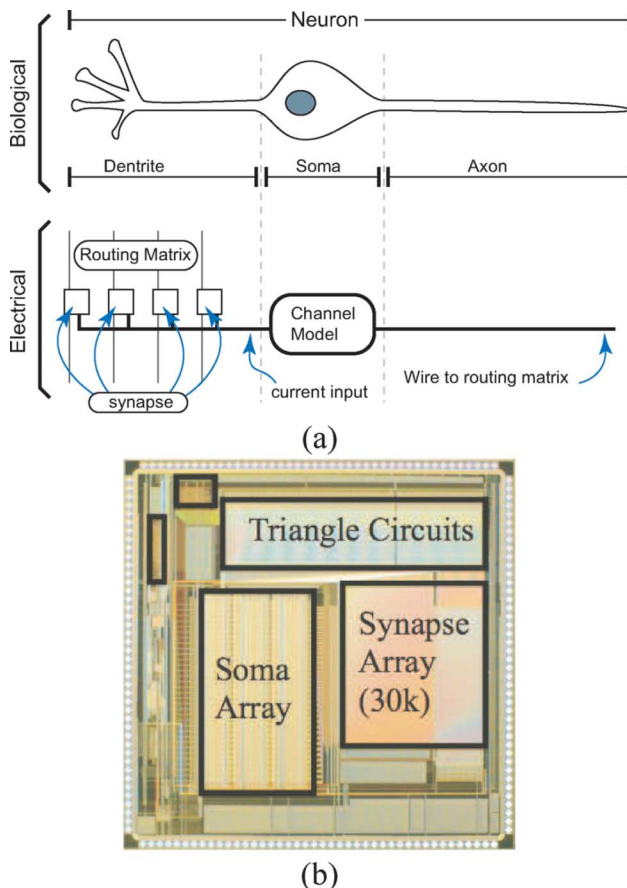 Neuron
Biological
Dentrite
Soma
Axon
Electrical
Routing Matrix
Channel
Model
synapse
current input
Wire to routing matrix
(a)
Triangle Circuits
Synapse
Array
(30k)
Soma
Array
(b)